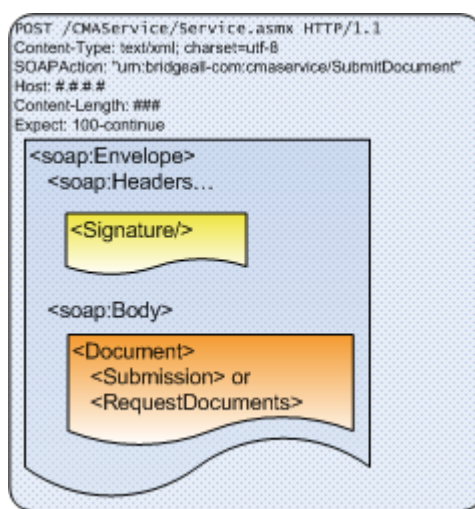 POST /CMAService/Service.asmx HTTP/1.1
Content-Type: text/xml; charset=utf-8
SOAPAction: "urn:bridgeall-com:cmaservice/SubmitDocument"
Host: #.#.#.#
Content-Length: ###
Expect: 100-continue
<soap:Envelope>
<soap:Headers...
<Signature/>
<soap:Body>
<Document>
<Submission> or
<RequestDocuments>